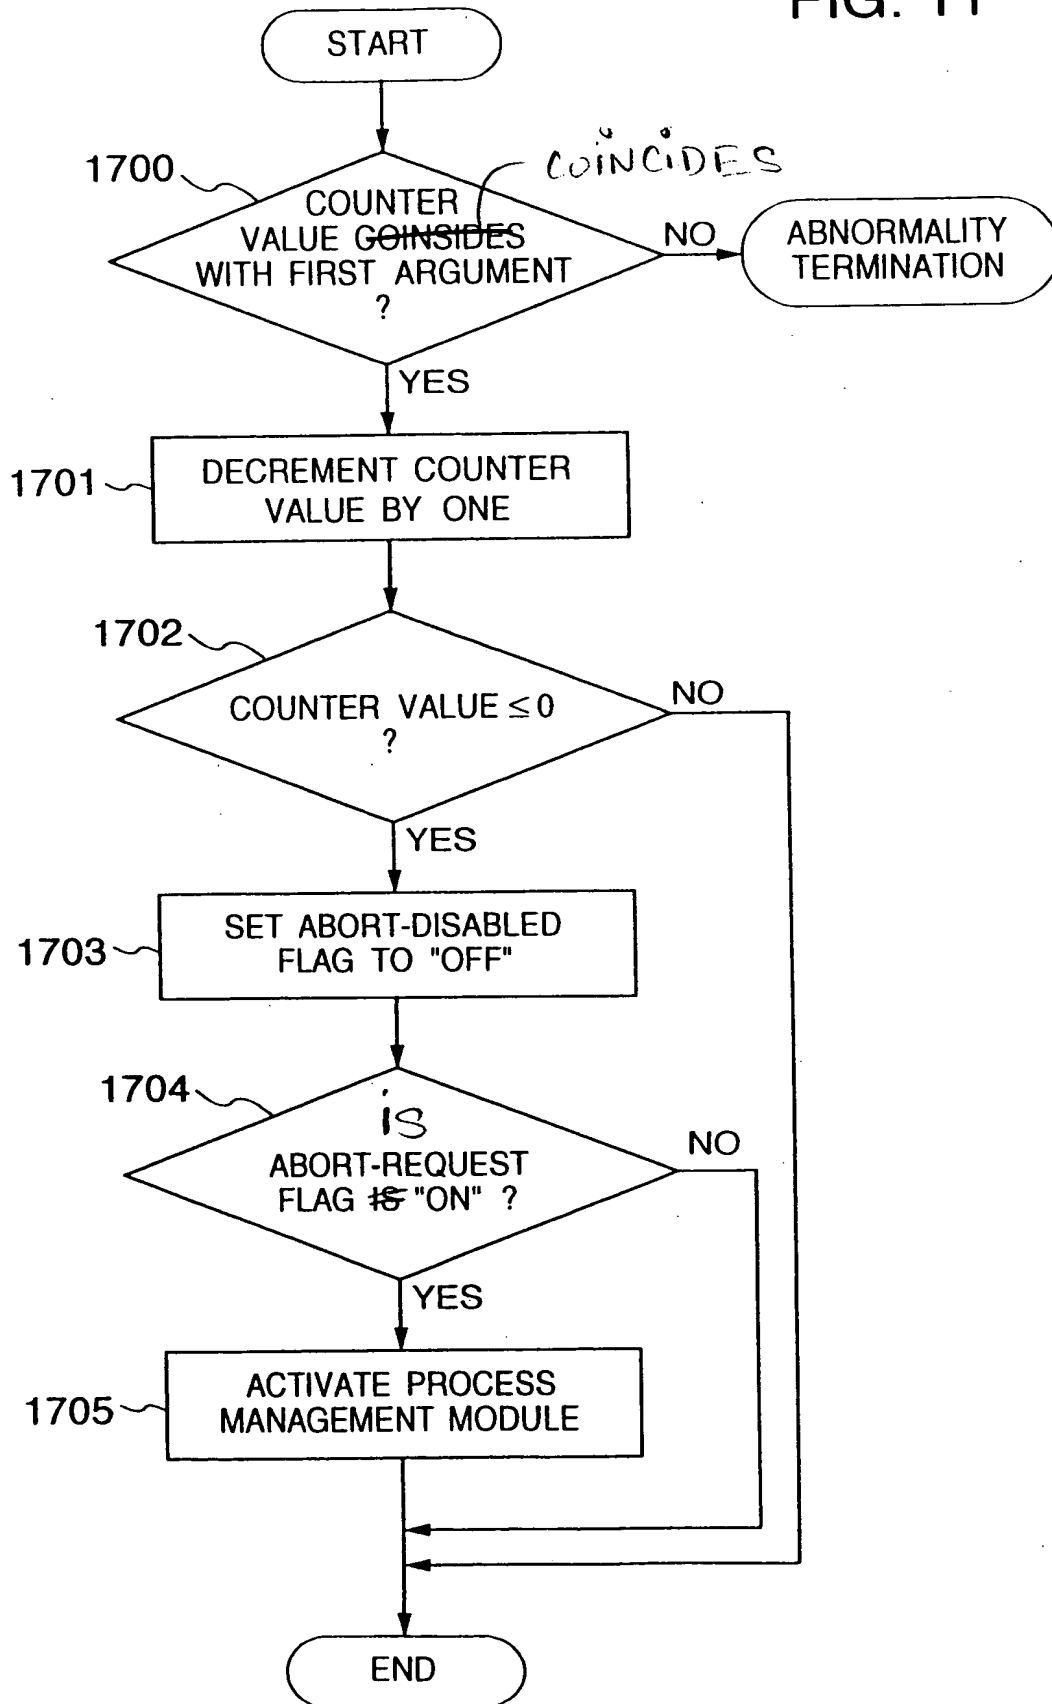 FIG. 11
START
1700
COINCIDES
COUNTER
VALUE COINSIDES
WITH FIRST ARGUMENT
?
NO
ABNORMALITY
TERMINATION
YES
1701
DECREMENT COUNTER
VALUE BY ONE
1702
COUNTER VALUE ≦ 0
?
NO
YES
1703
SET ABORT-DISABLED
FLAG TO "OFF"
1704
is
ABORT-REQUEST
FLAG IS "ON" ?
NO
YES
1705
ACTIVATE PROCESS
MANAGEMENT MODULE
END